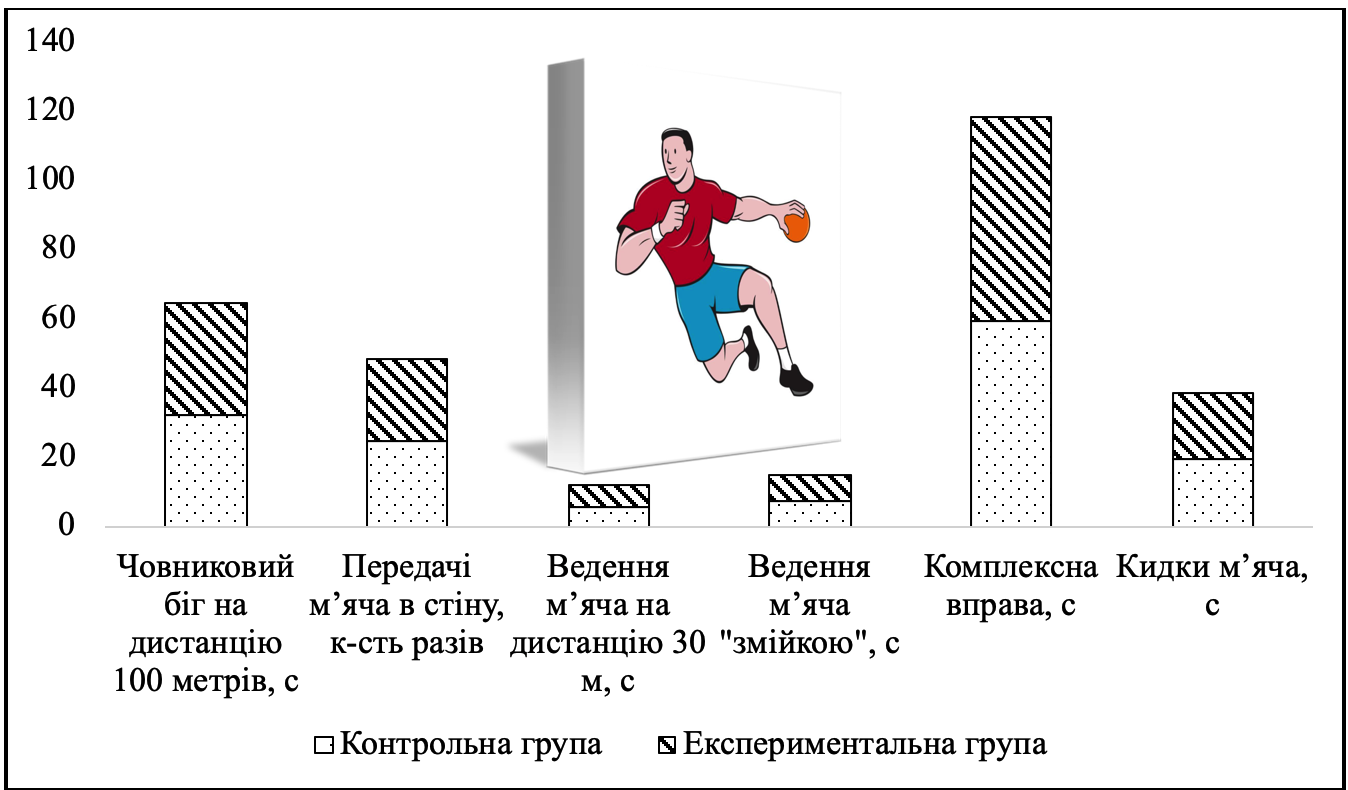 140
120
100
80
60
40
20
0
Човниковий біг на дистанцію 100 метрів, с
Передачі м’яча в стіну, к-сть разів
Ведення м’яча на дистанцію 30 м, с
Ведення м’яча "змійкою", с
Комплексна вправа, с
Кидки м’яча, с
Контрольна група
Експериментальна група